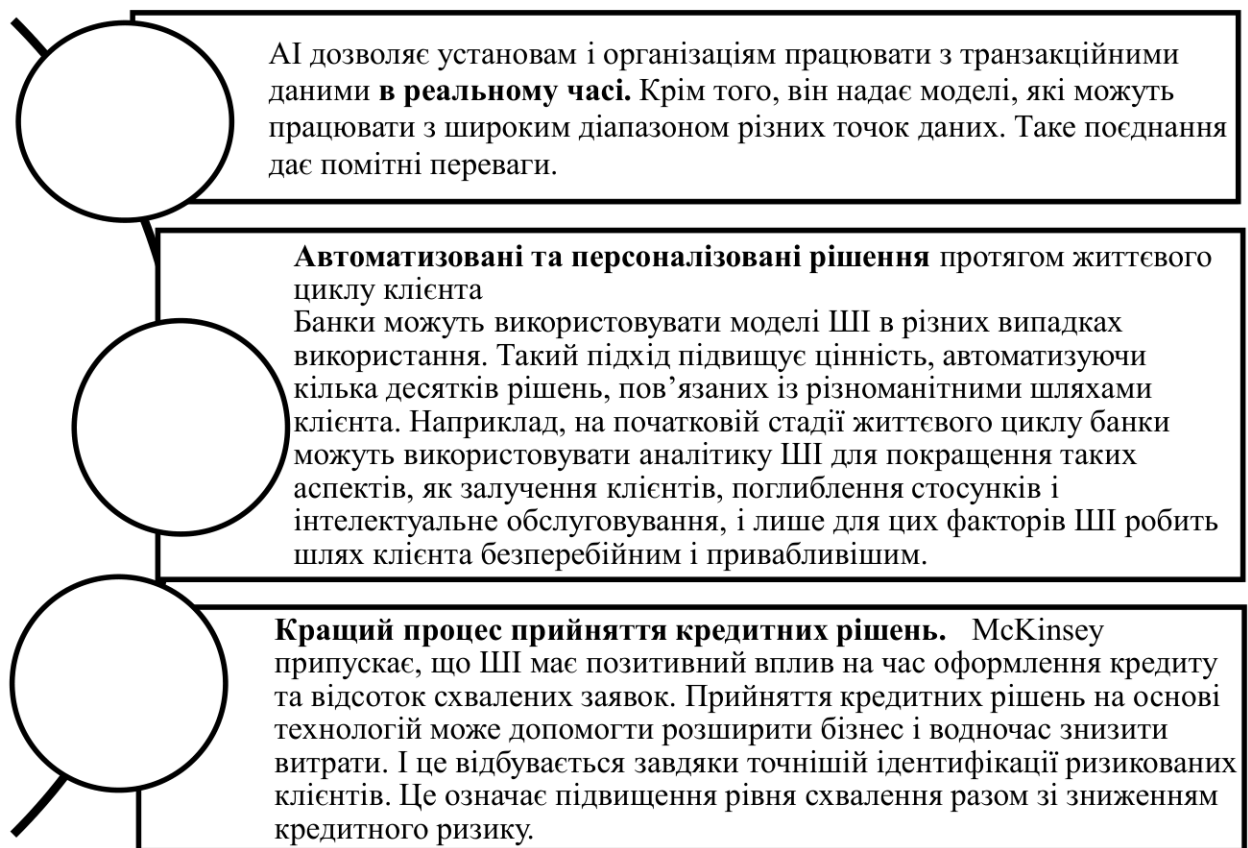 АІ дозволяє установам і організаціям працювати з транзакційними
даними в реальному часі. Крім того, він надає моделі, які можуть
працювати з широким діапазоном різних точок даних. Таке поєднання
дає помітні переваги.
Автоматизовані та персоналізовані рішення протягом життєвого
циклу клієнта
Банки можуть використовувати моделі ШІ в різних випадках
використання. Такий підхід підвищує цінність, автоматизуючи
кілька десятків рішень, пов’язаних із різноманітними шляхами
клієнта. Наприклад, на початковій стадії життєвого циклу банки
можуть використовувати аналітику ШІ для покращення таких
аспектів, як залучення клієнтів, поглиблення стосунків і
інтелектуальне обслуговування, і лише для цих факторів ШІ робить
шлях клієнта безперебійним і привабливішим.
Кращий процес прийняття кредитних рішень. McKinsey
припускає, що ШІ має позитивний вплив на час оформлення кредиту
та відсоток схвалених заявок. Прийняття кредитних рішень на основі
технологій може допомогти розширити бізнес і водночас знизити
витрати. І це відбувається завдяки точнішій ідентифікації ризикованих
клієнтів. Це означає підвищення рівня схвалення разом зі зниженням
кредитного ризику.